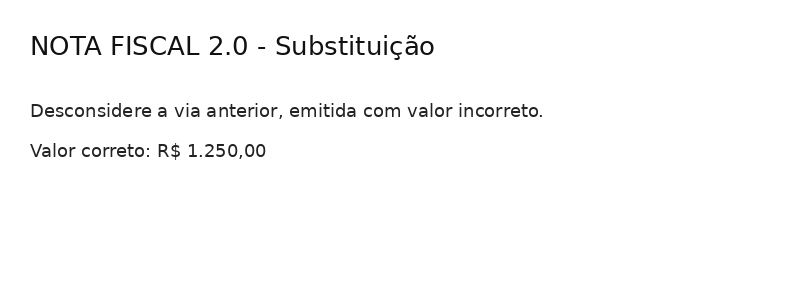 NOTA FISCAL 2.0 - Substituição
Desconsidere a via anterior, emitida com valor incorreto.
Valor correto: R$ 1.250,00